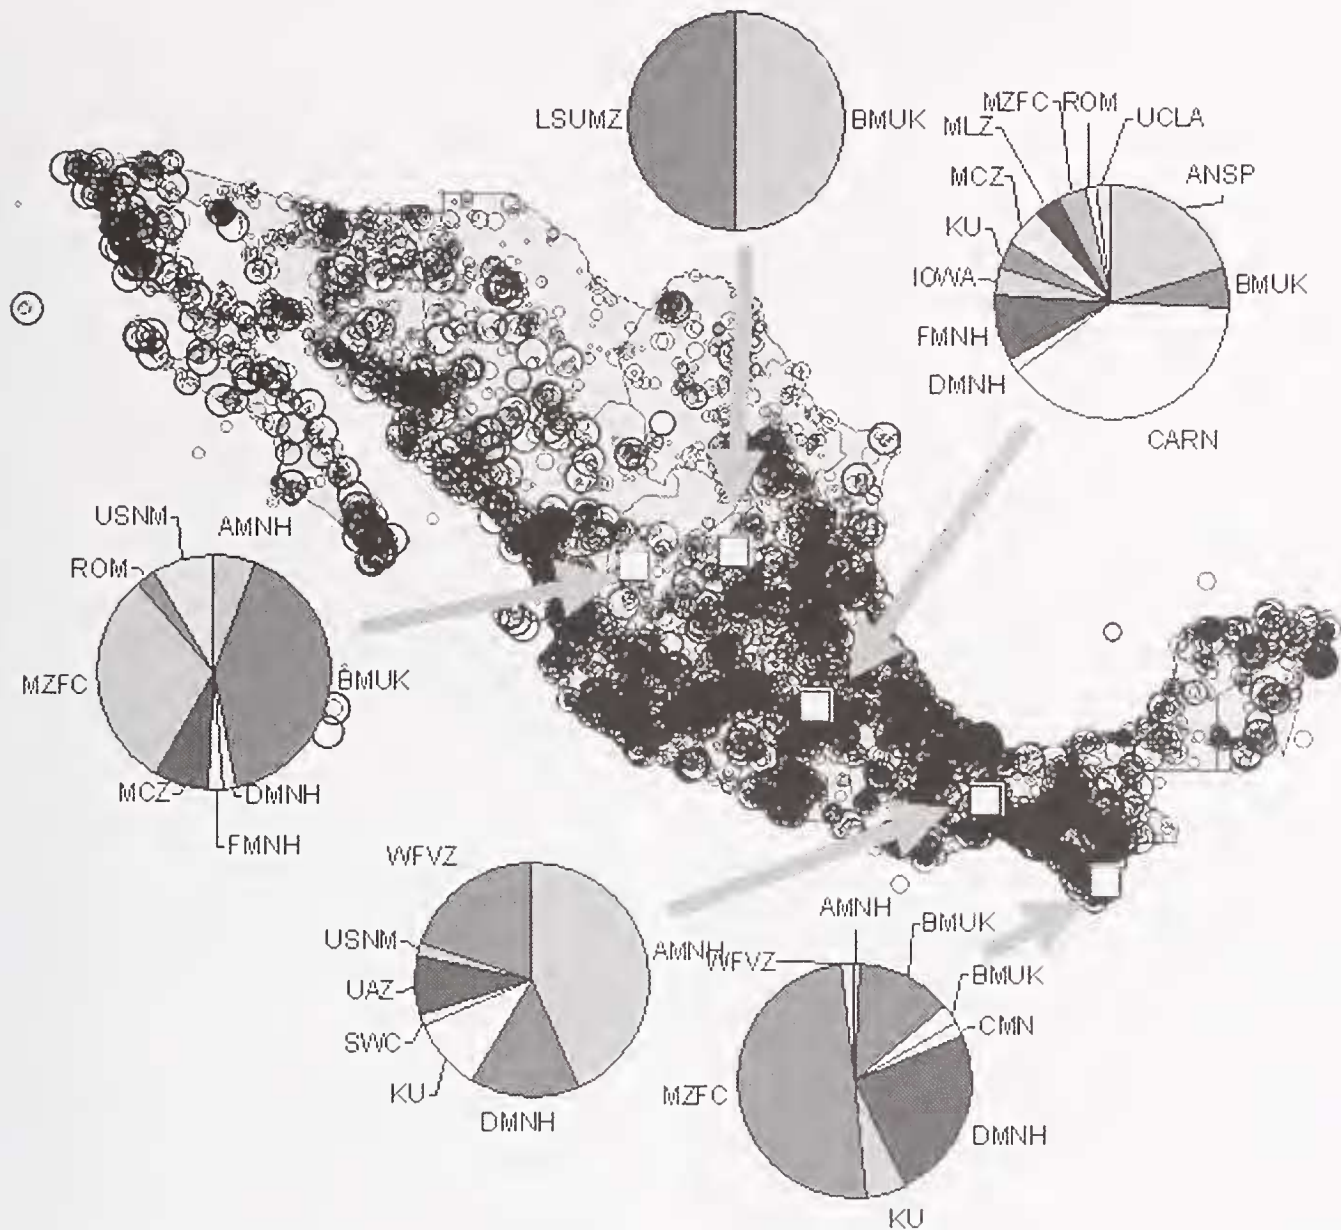 LSUMZ
BMUK
MZFC
ROM
UCLA
MLZ
MCZ
ANSP
KU
IOWA
BMUK
FMNH
DMNH
CARN
USNM
AMNH
ROM
MZFC
BMUK
MCZ
DMNH
FMNH
WFVZ
USNM
AMNH
UAZ
SWC
KU
DMNH
AMNH
BMUK
WFVZ
BMUK
CMN
MZFC
DMNH
KU